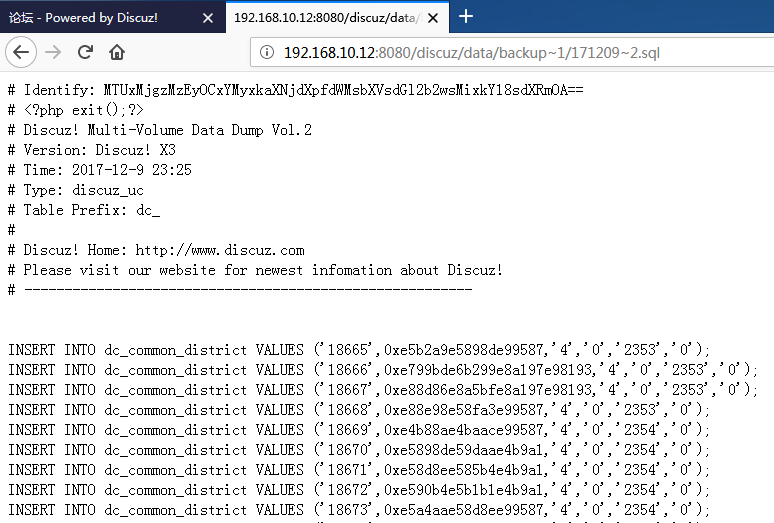 论坛 - Powered by Discuz!
192.168.10.12:8080/discuz/data/
192.168.10.12:8080/discuz/data/backup~1/171209~2.sql
# Identify: MTUxMjgzMzEyOCxYMyxkaXNjdXpfdWMsbXVsdGl2b2wsMixkY18sdXRmOA==
# <?php exit();?>
# Discuz! Multi-Volume Data Dump Vol.2
# Version: Discuz! X3
# Time: 2017-12-9 23:25
# Type: discuz_uc
# Table Prefix: dc_
#
# Discuz! Home: http://www.discuz.com
# Please visit our website for newest infomation about Discuz!
# --------------------------------------------------------
INSERT INTO dc_common_district VALUES ('18665',0xe5b2a9e5898de99587,'4','0','2353','0');
INSERT INTO dc_common_district VALUES ('18666',0xe799bde6b299e8a197e98193,'4','0','2353','0');
INSERT INTO dc_common_district VALUES ('18667',0xe88d86e8a5bfe8a197e98193,'4','0','2353','0');
INSERT INTO dc_common_district VALUES ('18668',0xe88e98e58fa3e99587,'4','0','2353','0');
INSERT INTO dc_common_district VALUES ('18669',0xe4b88ae4baace99587,'4','0','2354','0');
INSERT INTO dc_common_district VALUES ('18670',0xe5898de59daae4b9a1,'4','0','2354','0');
INSERT INTO dc_common_district VALUES ('18671',0xe58d8ee585b4e4b9a1,'4','0','2354','0');
INSERT INTO dc_common_district VALUES ('18672',0xe590b4e5b1b1e4b9a1,'4','0','2354','0');
INSERT INTO dc_common_district VALUES ('18673',0xe5a4aae58d8ee99587,'4','0','2354','0');